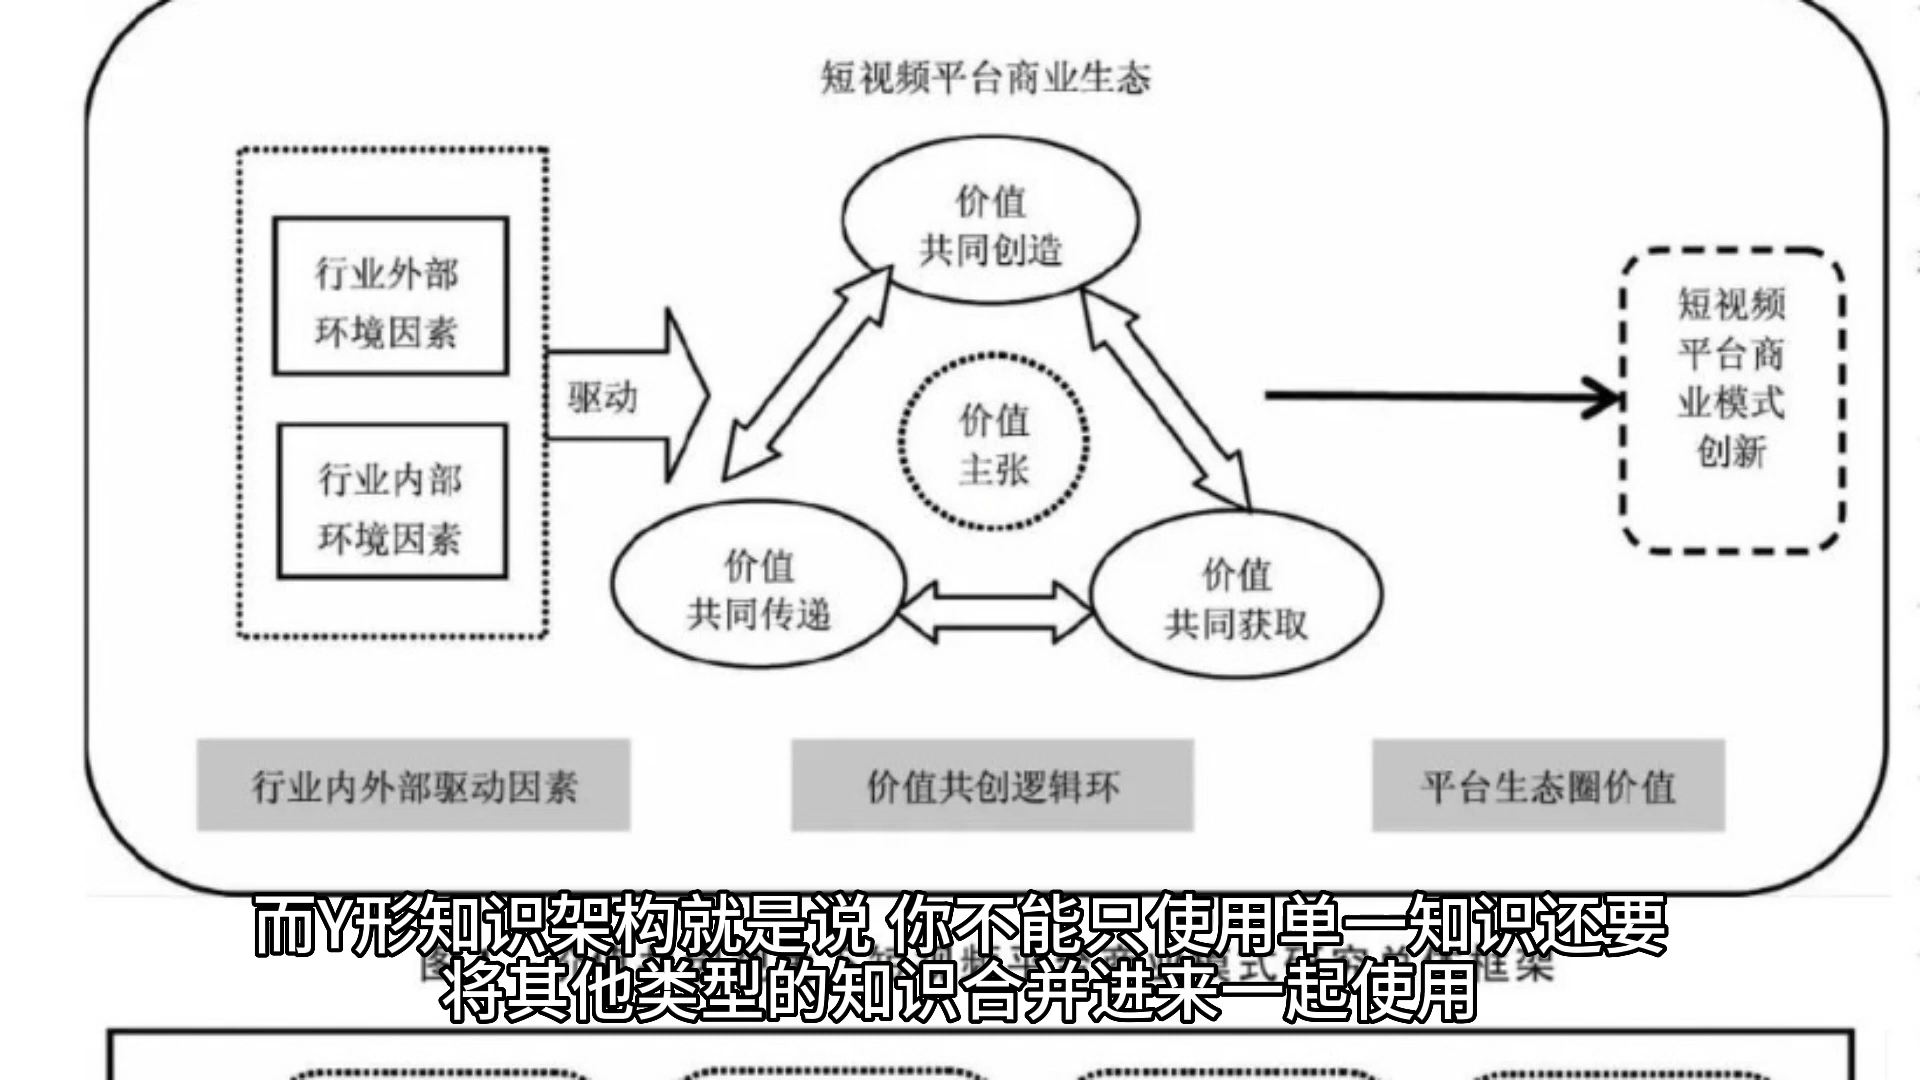 短视频平台商业生态
行业外部
环境因素
行业内部
环境因素
驱动
价值
共同创造
价值
主张
价值
共同传递
价值
共同获取
短视频
平台商
业模式
创新
行业内外部驱动因素
价值共创逻辑环
平台生态圈价值
而Y形知识架构就是说 你不能只使用单一知识还要
将其他类型的知识合并进来一起使用